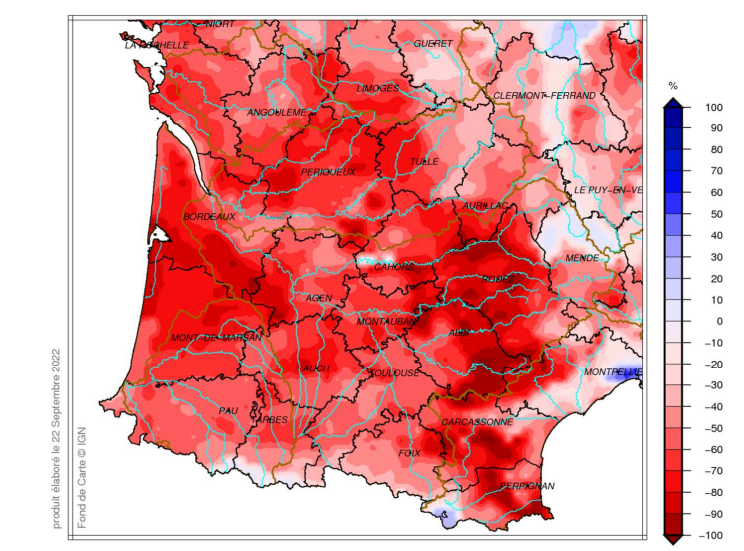 NIORT
LA ROCHELLE
GUERET
CLERMONT-FERRAND
LIMOGES
ANGOULEME
TULLE
PERIGUEUX
LE PUY-EN-VE
AURILLAC
BORDEAUX
MENDE
CAHORS
RODEZ
AGEN
MONTAUBAN
ALBI
MONT-DE-MARSAN
AUCH
TOULOUSE
MONTPELLIE
PAU
TARBES
CARCASSONNE
FOIX
PERPIGNAN
%
100
90
80
70
60
50
40
30
20
10
0
-10
-20
-30
-40
-50
-60
-70
-80
-90
-100
produit élaboré le 22 Septembre 2022
Fond de Carte © IGN